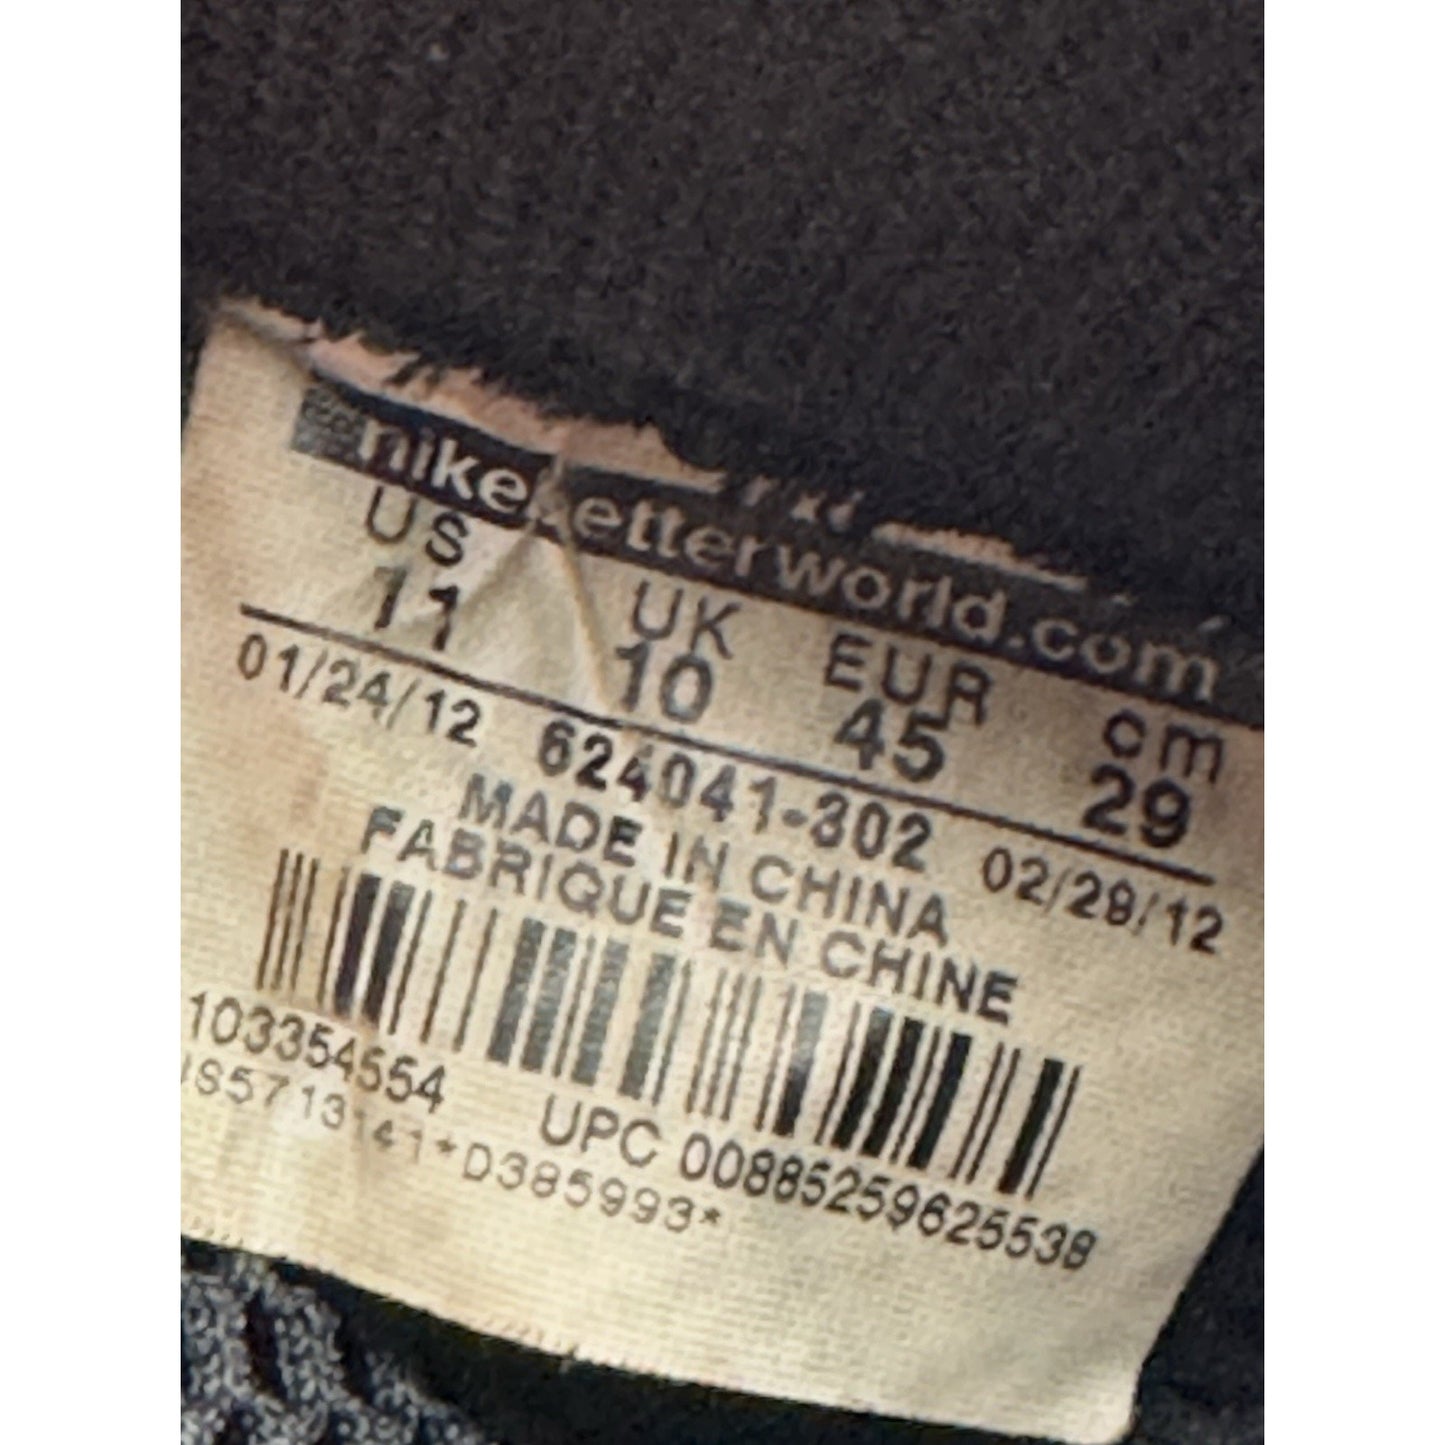 nikebetterworld.com
US UK EUR cm
11 10 45 29
01/24/12 624041-302 02/28/12
MADE IN CHINA
FABRIQUE EN CHINE
103354554 UPC 00885259625538